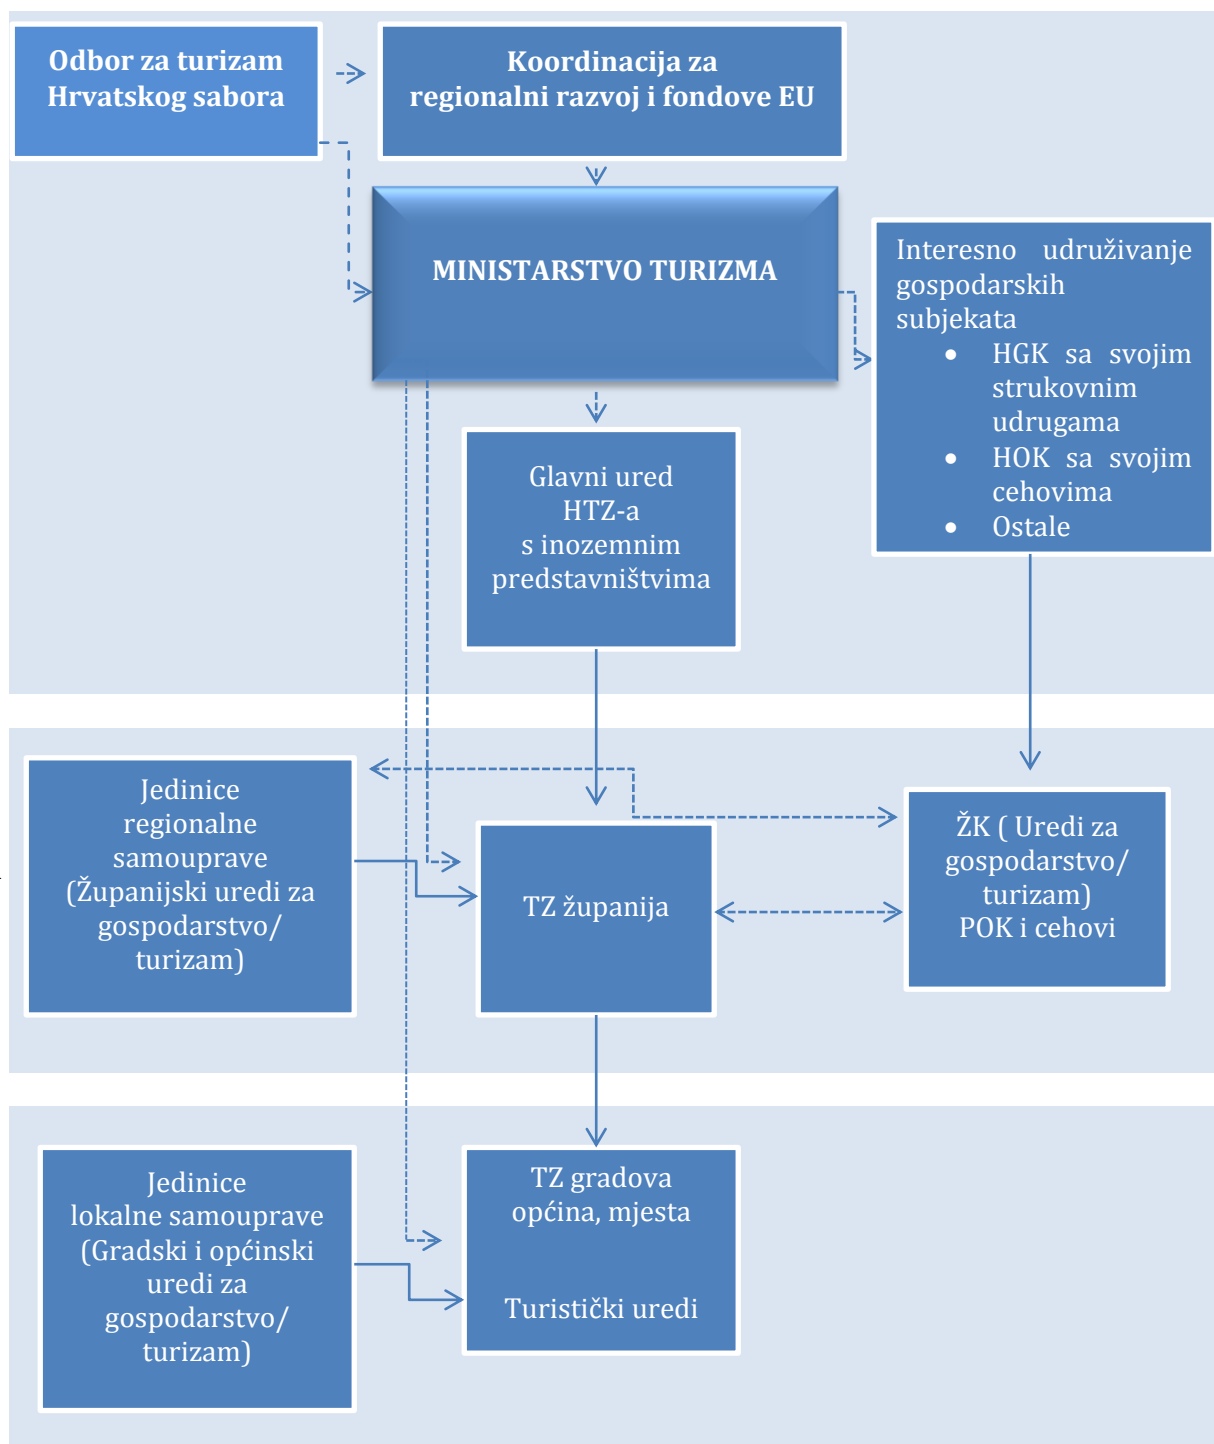 Odbor za turizam
Hrvatskog sabora
Koordinacija za
regionalni razvoj i fondove EU
MINISTARSTVO TURIZMA
Interesno udruživanje
gospodarskih
subjekata
• HGK sa svojim
strukovnim
udrugama
• HOK sa svojim
cehovima
• Ostale
Glavni ured
HTZ-a
s inozemnim
predstavništvima
Jedinice
regionalne
samouprave
(Županijski uredi za
gospodarstvo/
turizam)
TZ županija
ŽK ( Uredi za
gospodarstvo/
turizam)
POK i cehovi
Jedinice
lokalne samouprave
(Gradski i općinski
uredi za
gospodarstvo/
turizam)
TZ gradova
općina, mjesta
Turistički uredi